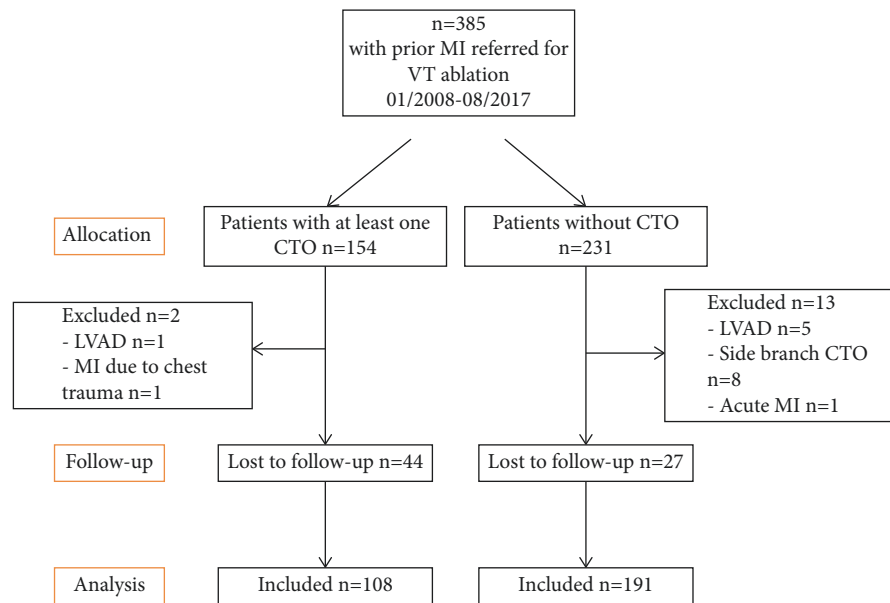 n=385
with prior MI referred for
VT ablation
01/2008-08/2017
Allocation
Patients with at least one
CTO n=154
Patients without CTO
n=231
Excluded n=2
- LVAD n=1
- MI due to chest
trauma n=1
Excluded n=13
- LVAD n=5
- Side branch CTO
n=8
- Acute MI n=1
Follow-up
Lost to follow-up n=44
Lost to follow-up n=27
Analysis
Included n=108
Included n=191